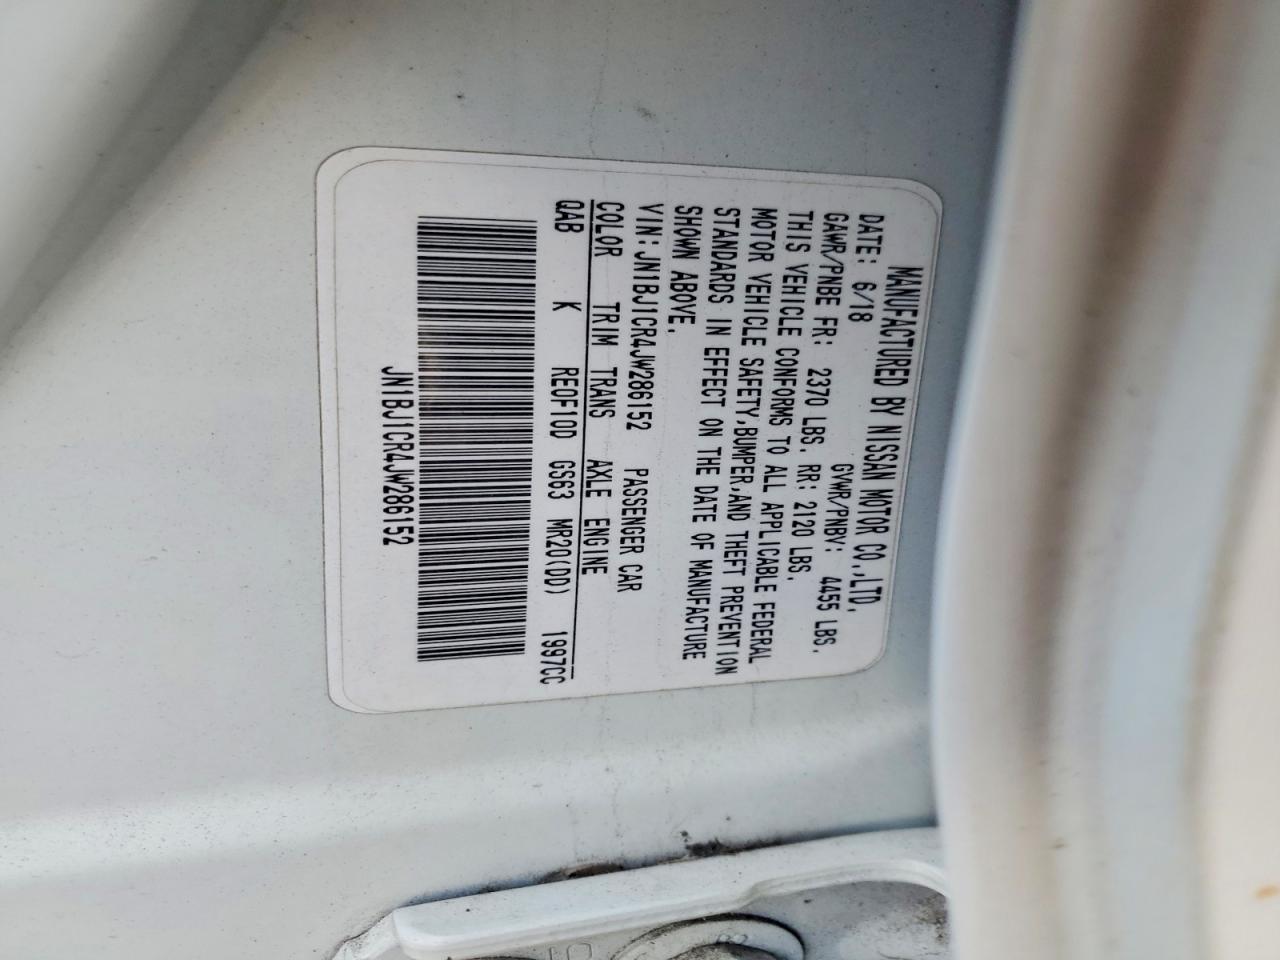 MANUFACTURED BY NISSAN MOTOR CO.,LTD.
DATE: 6/18 GVWR/PNBV: 4455 LBS.
GAWR/PNBE FR: 2370 LBS. RR: 2120 LBS.
THIS VEHICLE CONFORMS TO ALL APPLICABLE FEDERAL
MOTOR VEHICLE SAFETY,BUMPER,AND THEFT PREVENTION
STANDARDS IN EFFECT ON THE DATE OF MANUFACTURE
SHOWN ABOVE.
VIN:JN1BJ1CR4JW286152 PASSENGER CAR
COLOR TRIM TRANS AXLE ENGINE
QAB K RE0F10D GS63 MR20(DD) 1997CC
JN1BJ1CR4JW286152